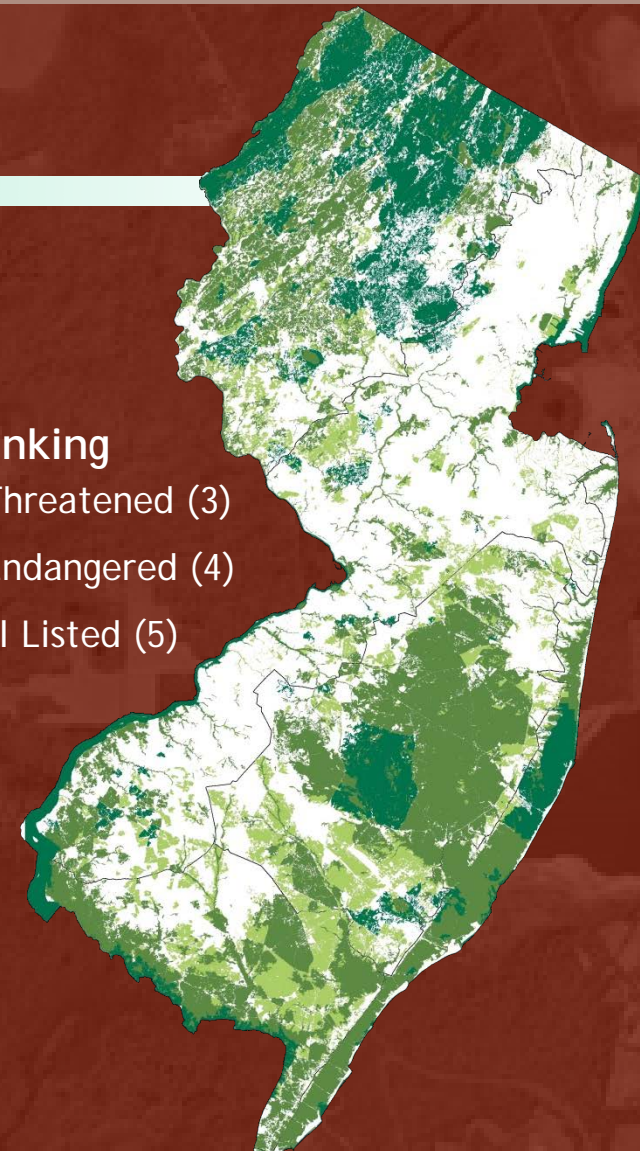 nking
Threatened (3)
ndangered (4)
l Listed (5)